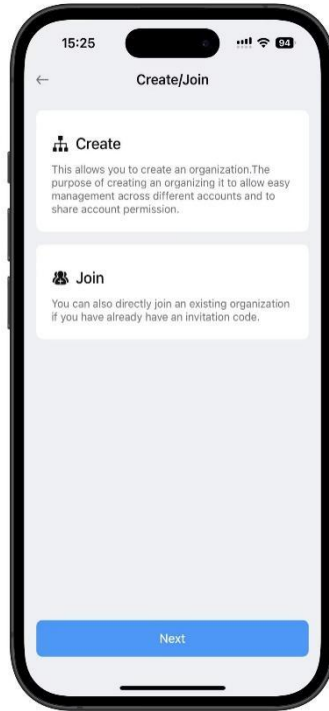 15:25
94
Create/Join
Create
This allows you to create an organization.The
purpose of creating an organizing it to allow easy
management across different accounts and to
share account permission.
Join
You can also directly join an existing organization
if you have already have an invitation code.
Next